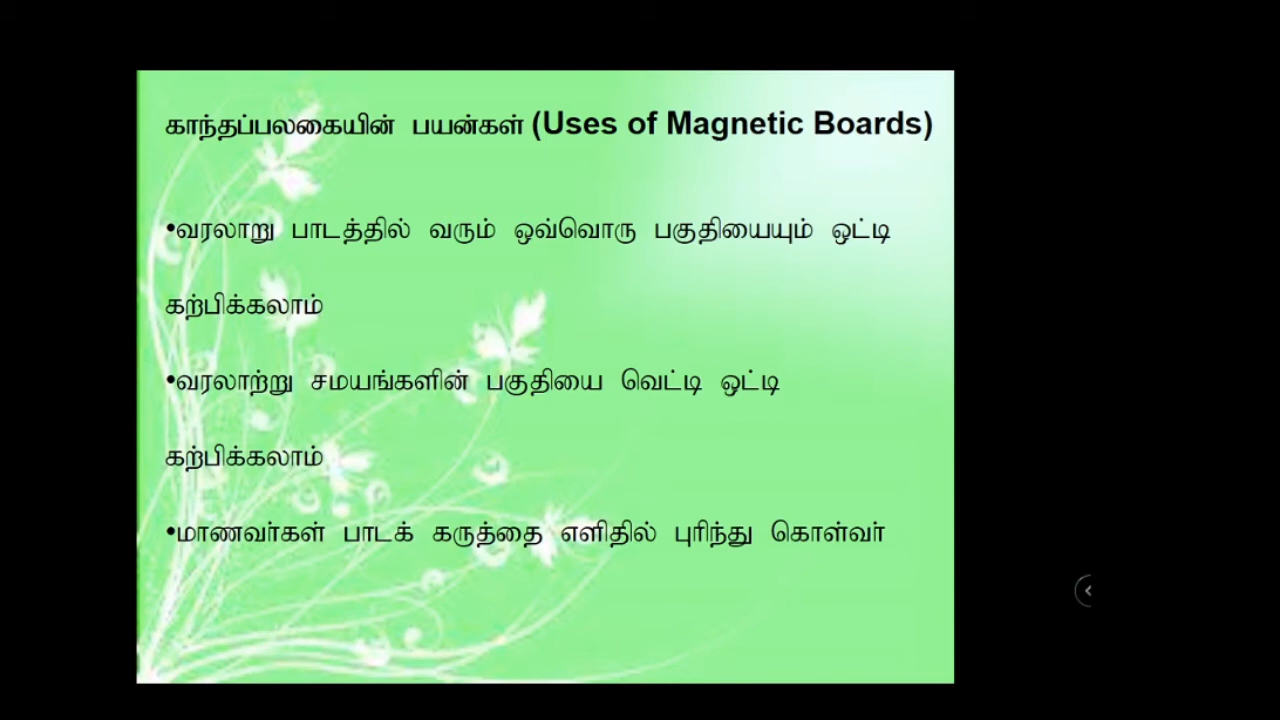 காந்தப்பலகையின் பயன்கள் (Uses of Magnetic Boards)
•வரலாறு பாடத்தில் வரும் ஒவ்வொரு பகுதியையும் ஒட்டி
கற்பிக்கலாம்
•வரலாற்று சமயங்களின் பகுதியை வெட்டி ஒட்டி
கற்பிக்கலாம்
•மாணவர்கள் பாடக் கருத்தை எளிதில் புரிந்து கொள்வர்